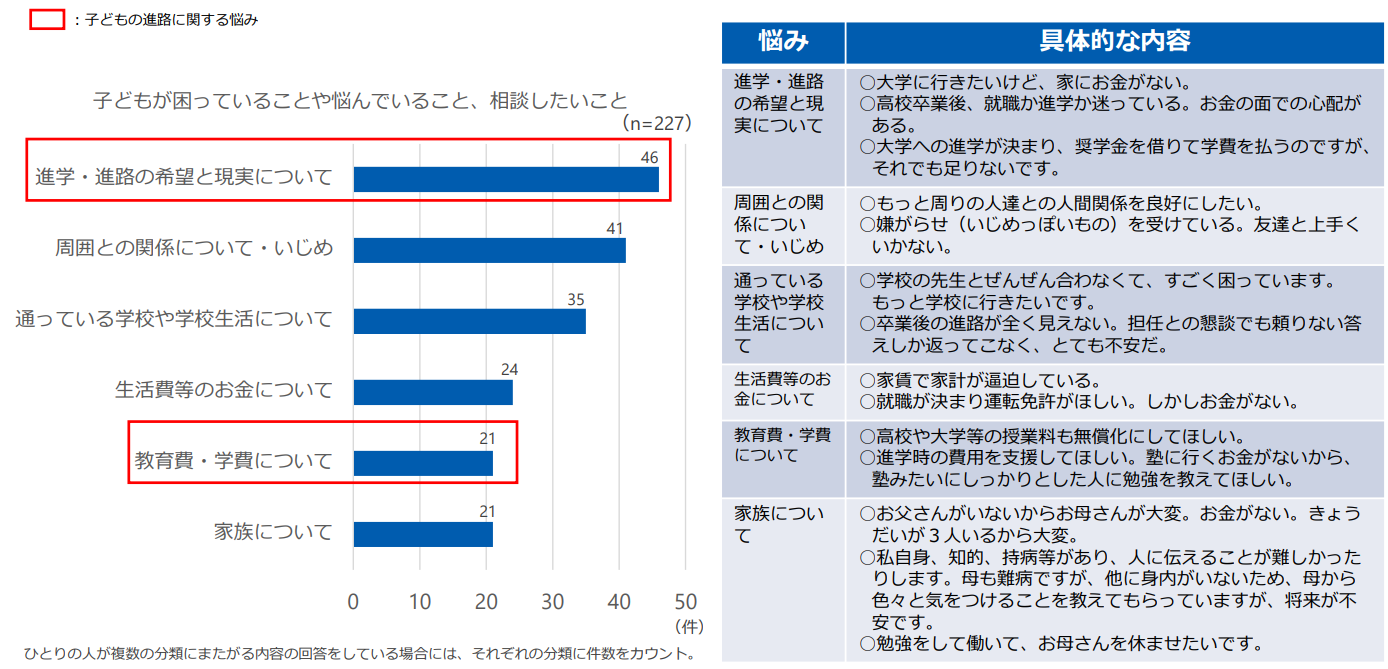 ：子どもの進路に関する悩み
子どもが困っていることや悩んでいること、相談したいこと
（n=227）
進学・進路の希望と現実について
46
周囲との関係について・いじめ
41
通っている学校や学校生活について
35
生活費等のお金について
24
教育費・学費について
21
家族について
21
0 10 20 30 40 50
（件）
ひとりの人が複数の分類にまたがる内容の回答をしている場合には、それぞれの分類に件数をカウント。
悩み
具体的な内容
進学・進路
の希望と現
実について
○大学に行きたいけど、家にお金がない。
○高校卒業後、就職か進学か迷っている。お金の面での心配が
ある。
○大学への進学が決まり、奨学金を借りて学費を払うのですが、
それでも足りないです。
周囲との関
係につい
て・いじめ
○もっと周りの人達との人間関係を良好にしたい。
○嫌がらせ（いじめっぽいもの）を受けている。友達と上手く
いかない。
通っている
学校や学校
生活につい
て
○学校の先生とぜんぜん合わなくて、すごく困っています。
もっと学校に行きたいです。
○卒業後の進路が全く見えない。担任との懇談でも頼りない答
えしか返ってこなく、とても不安だ。
生活費等のお
金について
○家賃で家計が逼迫している。
○就職が決まり運転免許がほしい。しかしお金がない。
教育費・学費
について
○高校や大学等の授業料も無償化にしてほしい。
○進学時の費用を支援してほしい。塾に行くお金がないから、
塾みたいにしっかりとした人に勉強を教えてほしい。
家族につい
て
○お父さんがいないからお母さんが大変。お金がない。きょう
だいが３人いるから大変。
○私自身、知的、持病等があり、人に伝えることが難しかった
りします。母も難病ですが、他に身内がいないため、母から
色々と気をつけることを教えてもらっていますが、将来が不
安です。
○勉強をして働いて、お母さんを休ませたいです。